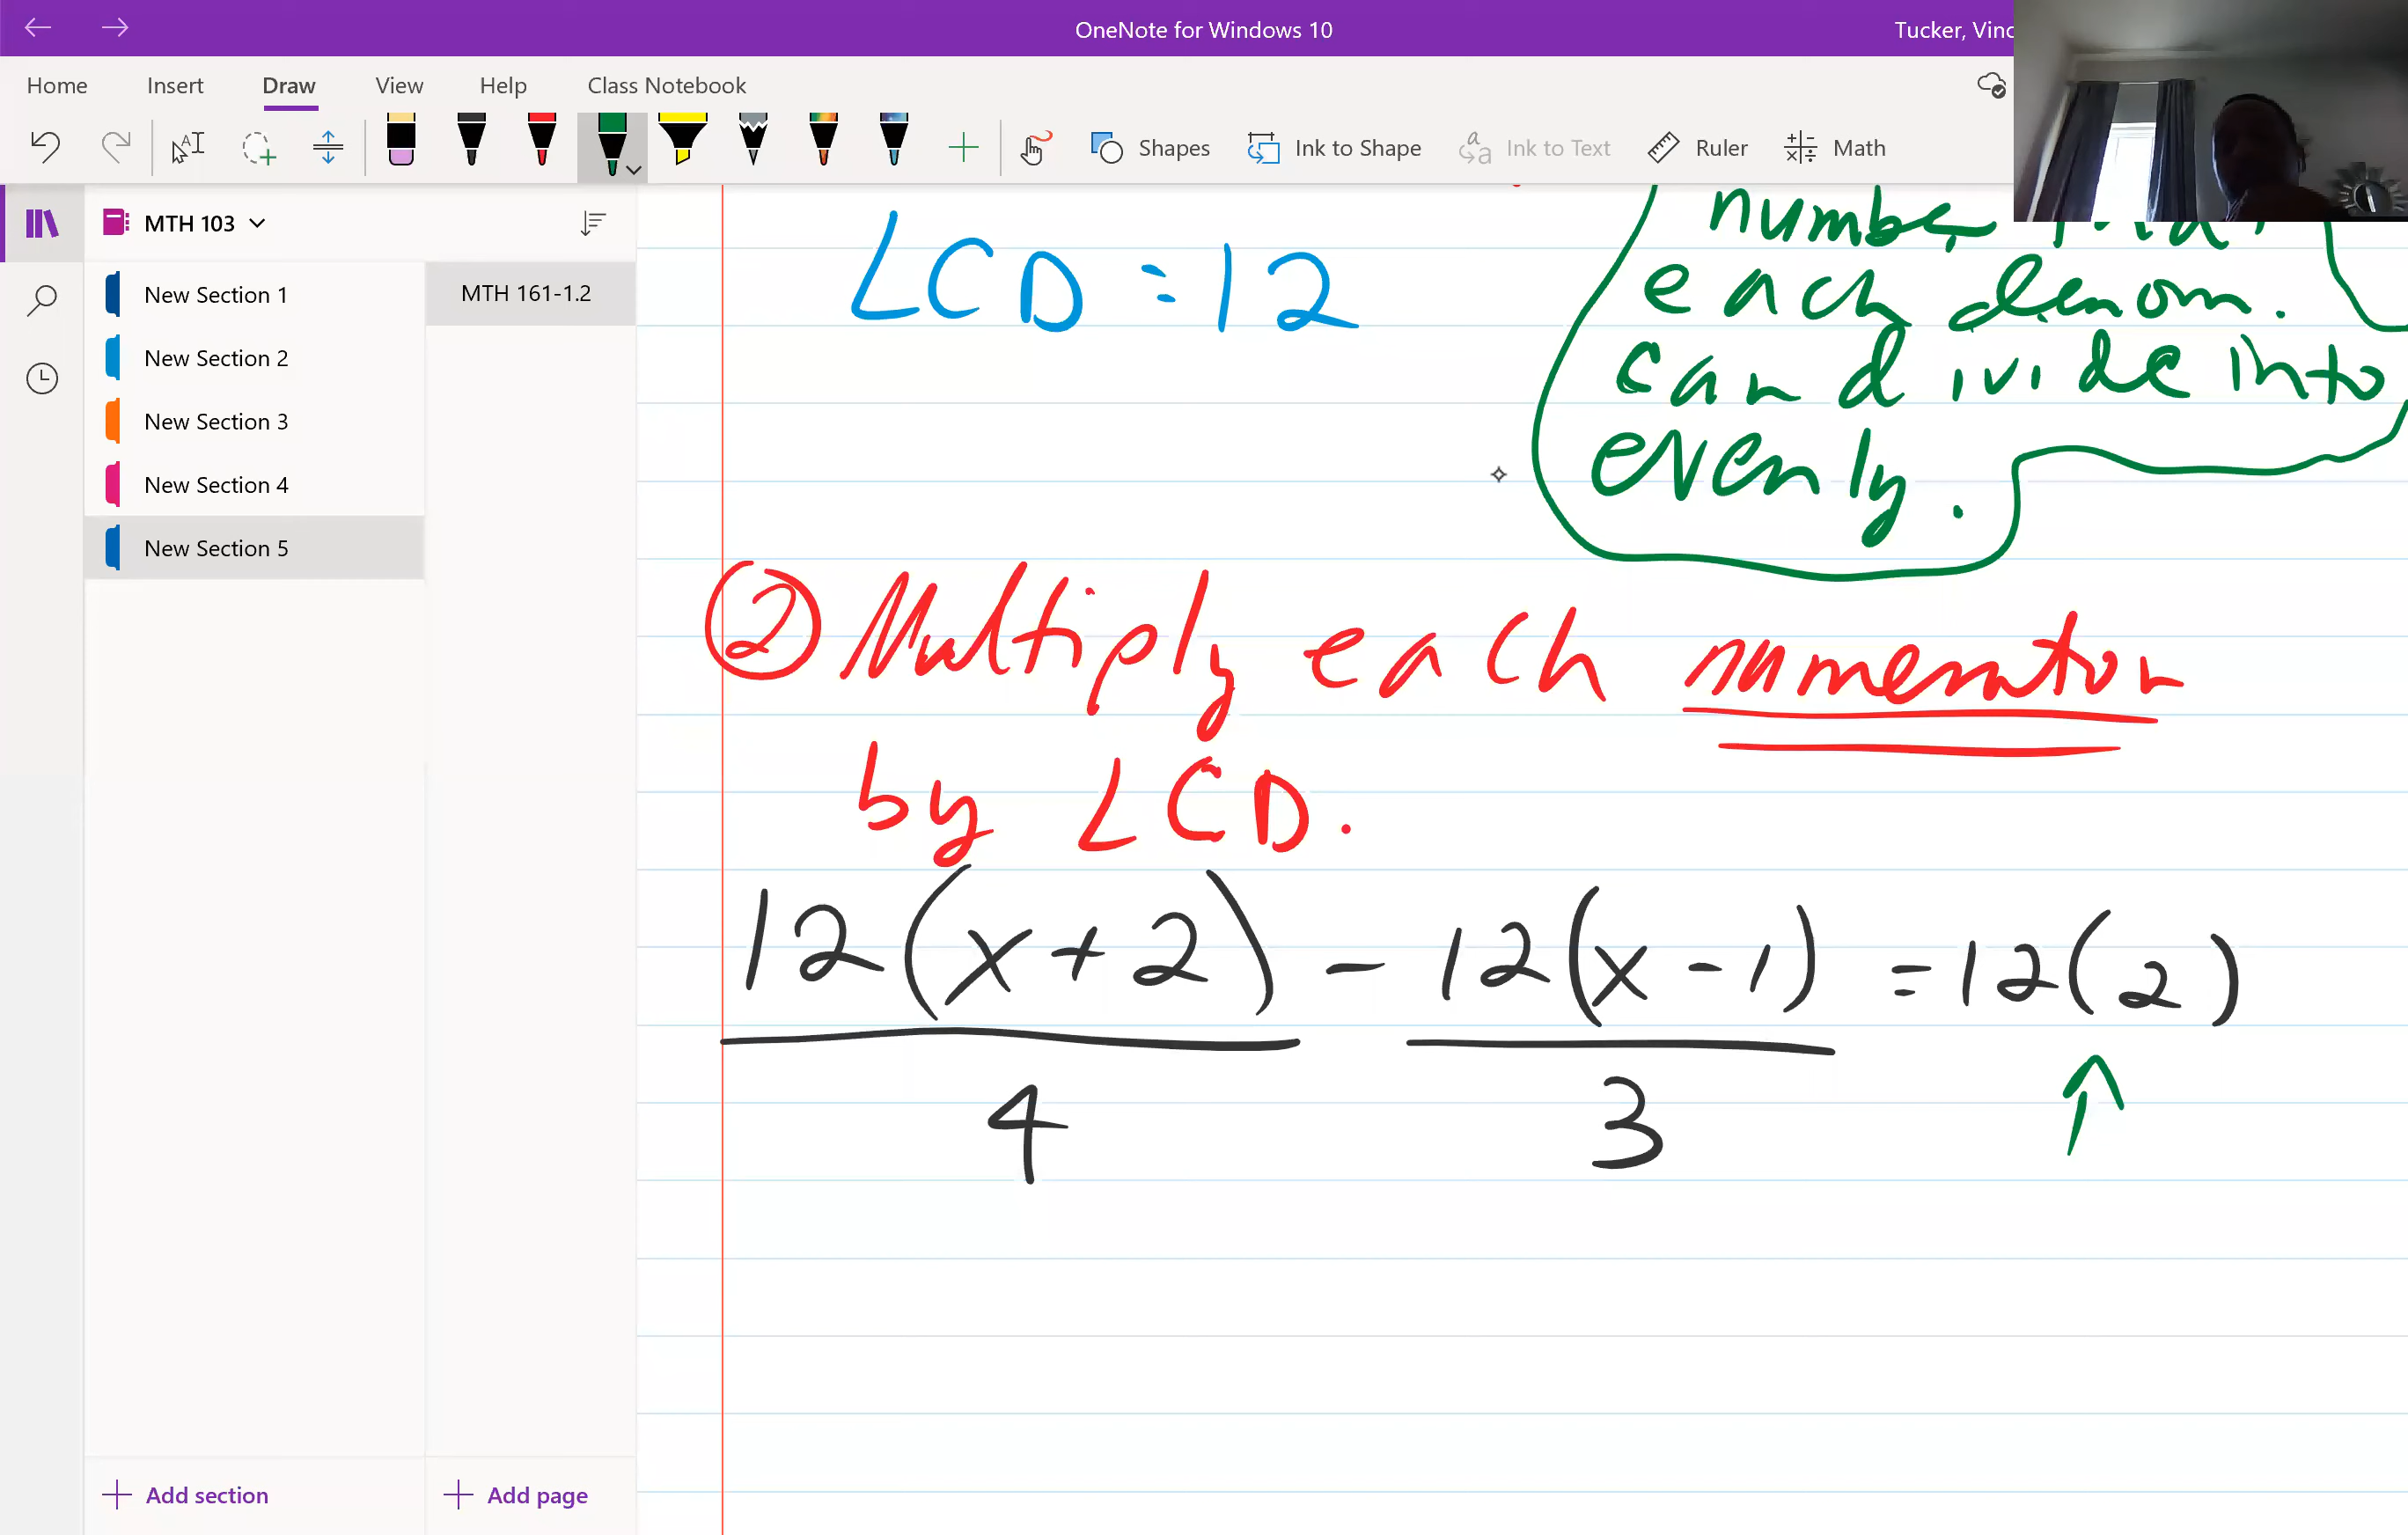 OneNote for Windows 10
Tucker, Vinc
Home Insert Draw View Help Class Notebook
Shapes Ink to Shape Ink to Text Ruler Math
MTH 103
New Section 1
New Section 2
New Section 3
New Section 4
New Section 5
MTH 161-1.2
Add section
Add page
LCD = 12
number
each denom.
can divide into
evenly.
② Multiply each numerator
by LCD.
12(x+2) - 12(x-1) = 12(2)
4 3